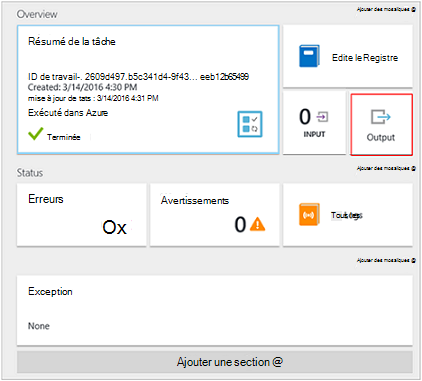 Overview
Ajouter des mosaïques @
Résumé de la tâche
ID de travail-. 2609d497.b5c341d4-9f43... eeb12b65499
Created: 3/14/2016 4:30 PM
mise à jour de tats : 3/14/2016 4:31 PM
Exécuté dans Azure
Terminée
Edite le Registre
0
INPUT
Output
Status
Ajouter des mosaïques @
Erreurs
Ox
Avertissements
0
Ajouter des mosaïques @
Exception
None
Ajouter une section @